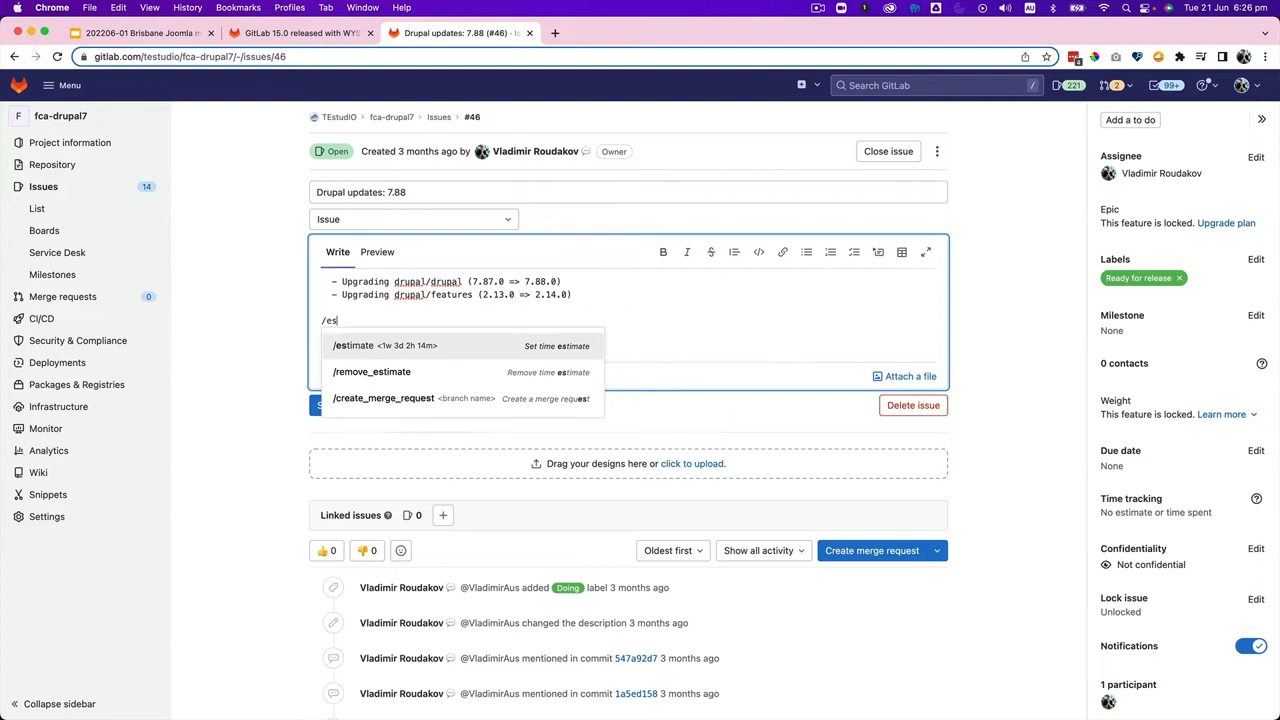 Chrome File Edit View History Bookmarks Profiles Tab Window Help
Tue 21 Jun 6:26 pm
202206-01 Brisbane Joomla m
GitLab 15.0 released with WYS
Drupal updates: 7.88 (#46) · Is
gitlab.com/testudio/fca-drupal7/-/issues/46
Menu
Search GitLab /
221 2 99+
F fca-drupal7
Project information
Repository
Issues 14
List
Boards
Service Desk
Milestones
Merge requests 0
CI/CD
Security & Compliance
Deployments
Packages & Registries
Infrastructure
Monitor
Analytics
Wiki
Snippets
Settings
Collapse sidebar
TEstudIO › fca-drupal7 › Issues › #46
Open Created 3 months ago by Vladimir Roudakov Owner
Close issue
Drupal updates: 7.88
Issue
Write Preview
- Upgrading drupal/drupal (7.87.0 => 7.88.0)
- Upgrading drupal/features (2.13.0 => 2.14.0)
/es
/estimate <1w 3d 2h 14m> Set time estimate
/remove_estimate Remove time estimate
/create_merge_request <branch name> Create a merge request
Attach a file
S
Delete issue
Drag your designs here or click to upload.
Linked issues 0
0 0
Oldest first Show all activity Create merge request
Vladimir Roudakov @VladimirAus added Doing label 3 months ago
Vladimir Roudakov @VladimirAus changed the description 3 months ago
Vladimir Roudakov @VladimirAus mentioned in commit 547a92d7 3 months ago
Vladimir Roudakov @VladimirAus mentioned in commit 1a5ed158 3 months ago
Add a to do
Assignee Edit
Vladimir Roudakov
Epic
This feature is locked. Upgrade plan
Labels Edit
Ready for release
Milestone Edit
None
0 contacts
Weight
This feature is locked. Learn more
Due date Edit
None
Time tracking
No estimate or time spent
Confidentiality Edit
Not confidential
Lock issue Edit
Unlocked
Notifications
1 participant